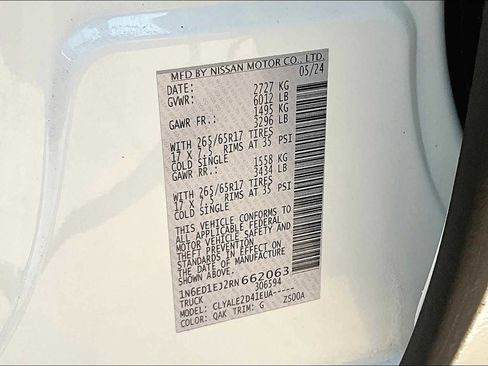 MFD BY NISSAN MOTOR CO., LTD.
DATE: 05/24
GVWR: 2727 KG
6012 LB
GAWR FR.: 1495 KG
3296 LB
WITH 265/65R17 TIRES
17 X 7.5 RIMS AT 35 PSI
COLD SINGLE
GAWR RR.: 1558 KG
3434 LB
WITH 265/65R17 TIRES
17 X 7.5 RIMS AT 35 PSI
COLD SINGLE
THIS VEHICLE CONFORMS TO
ALL APPLICABLE FEDERAL
MOTOR VEHICLE SAFETY AND
THEFT PREVENTION
STANDARDS IN EFFECT ON
THE DATE OF MANUFACTURE
SHOWN ABOVE.
1N6ED1EJ2RN662063
TRUCK 306594
MODEL: CLYALE2D41EUA-----
COLOR: QAK TRIM: G Z500A